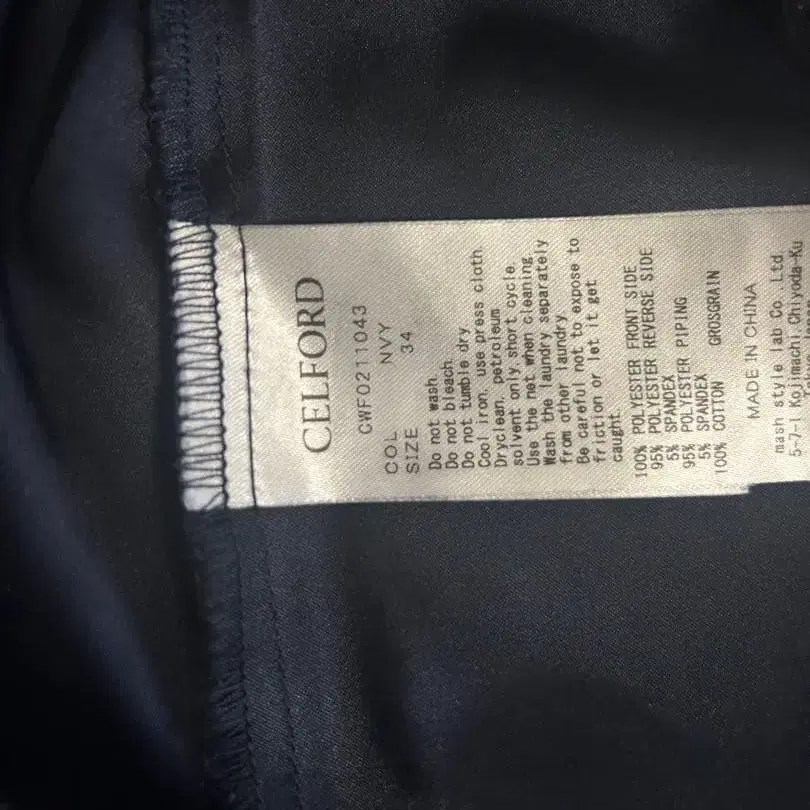 CELFORD
CWFO211043
COL NVY
SIZE 34
Do not wash
Do not bleach.
Do not tumble dry
Cool iron, use press cloth.
Dryclean, petroleum
solvent only, short cycle.
Use the net when cleaning
Wash the laundry separately
from other laundry.
Be careful not to expose to
friction or let it get
caught.
100% POLYESTER FRONT SIDE
95% POLYESTER REVERSE SIDE
5% SPANDEX
95% POLYESTER PIPING
5% SPANDEX
100% COTTON GROSGRAIN
MADE IN CHINA
mash style lab Co., Ltd.
5-7-1, Kojimachi, Chiyoda-Ku